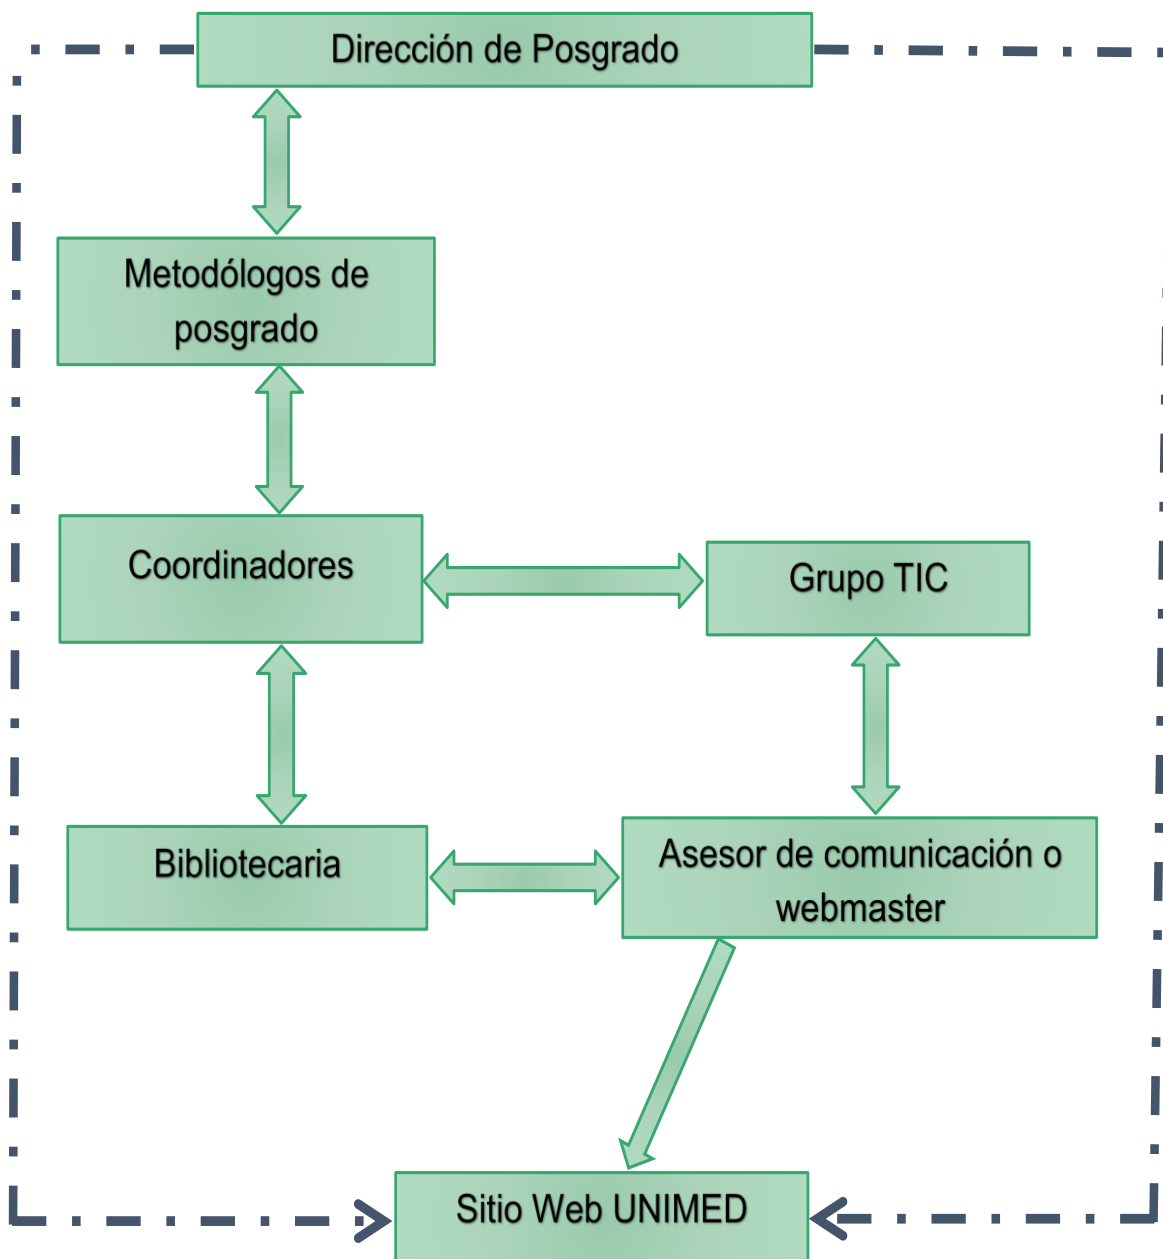 Dirección de Posgrado
Metodólogos de
posgrado
Coordinadores
Grupo TIC
Bibliotecaria
Asesor de comunicación o
webmaster
Sitio Web UNIMED